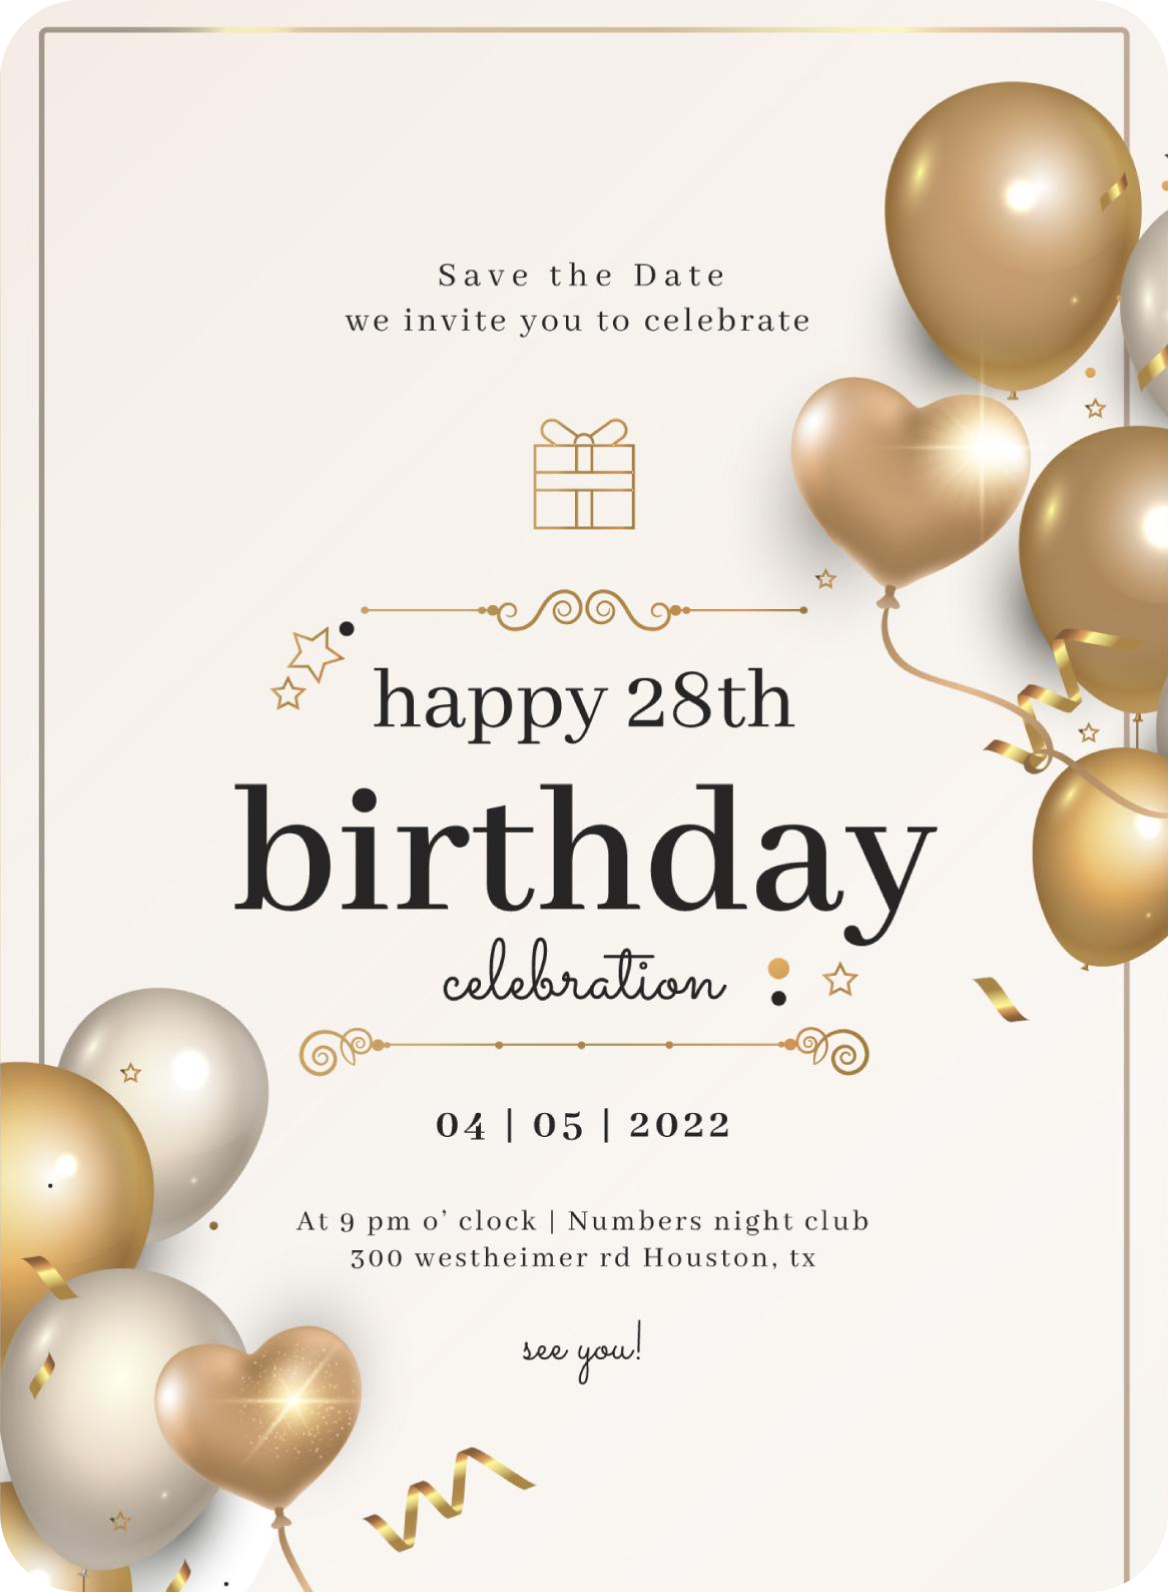 Save the Date
we invite you to celebrate
happy 28th
birthday
celebration
04 | 05 | 2022
At 9 pm o' clock | Numbers night club
300 westheimer rd Houston, tx
see you!